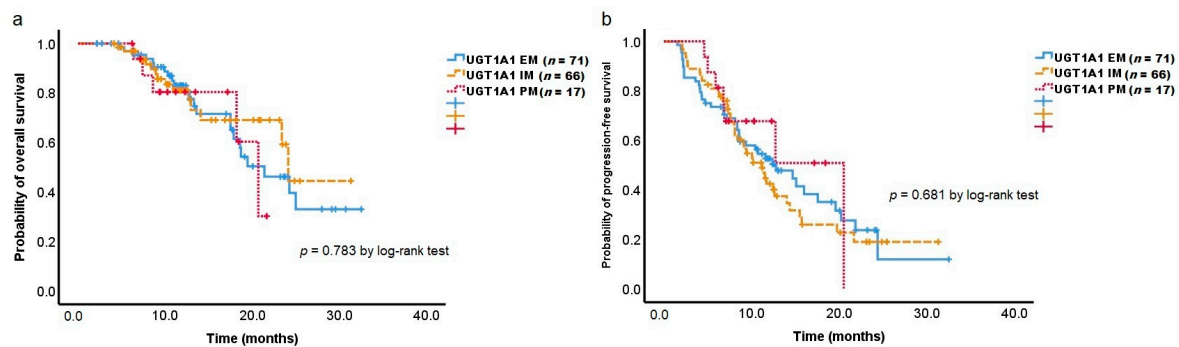 a
Probability of overall survival
1.0
0.8
0.6
0.4
0.2
0.0
0.0 10.0 20.0 30.0 40.0
Time (months)
UGT1A1 EM (n = 71)
UGT1A1 IM (n = 66)
UGT1A1 PM (n = 17)
p = 0.783 by log-rank test
b
Probability of progression-free survival
1.0
0.8
0.6
0.4
0.2
0.0
0.0 10.0 20.0 30.0 40.0
Time (months)
UGT1A1 EM (n = 71)
UGT1A1 IM (n = 66)
UGT1A1 PM (n = 17)
p = 0.681 by log-rank test